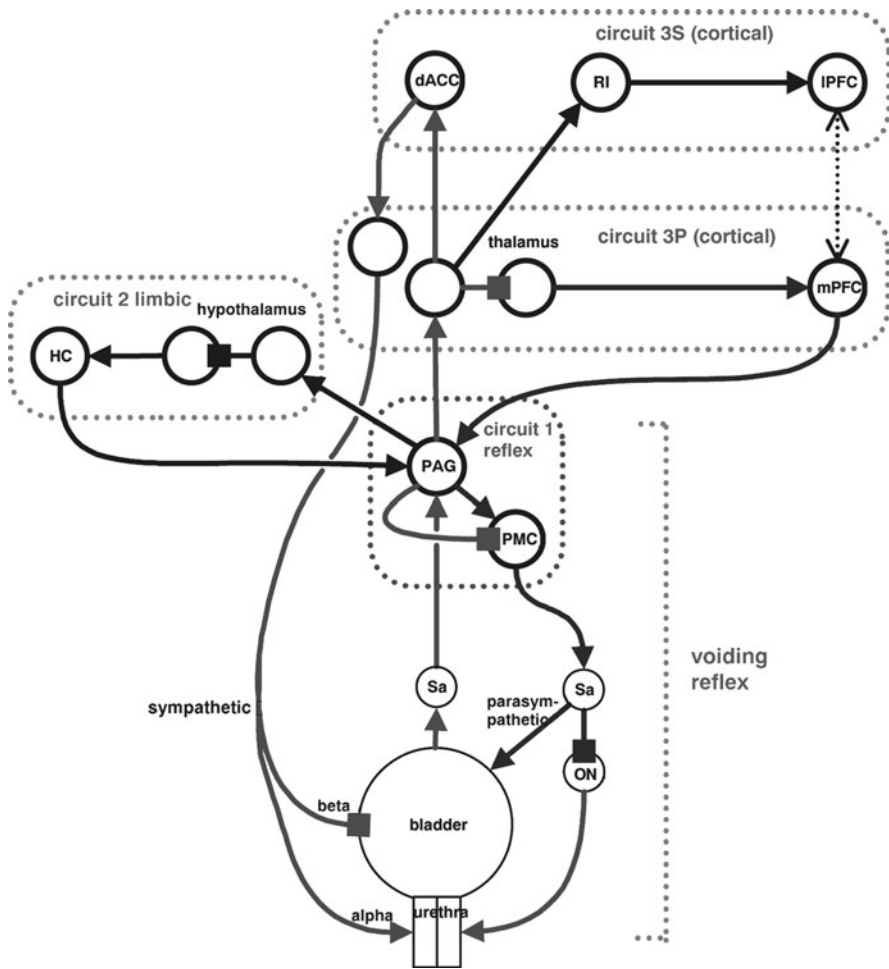 circuit 3S (cortical)
dACC
RI
lPFC
thalamus
circuit 3P (cortical)
mPFC
circuit 2 limbic
hypothalamus
HC
circuit 1
reflex
PAG
PMC
voiding
reflex
Sa
Sa
parasym-
pathetic
sympathetic
ON
beta
bladder
alpha
urethra